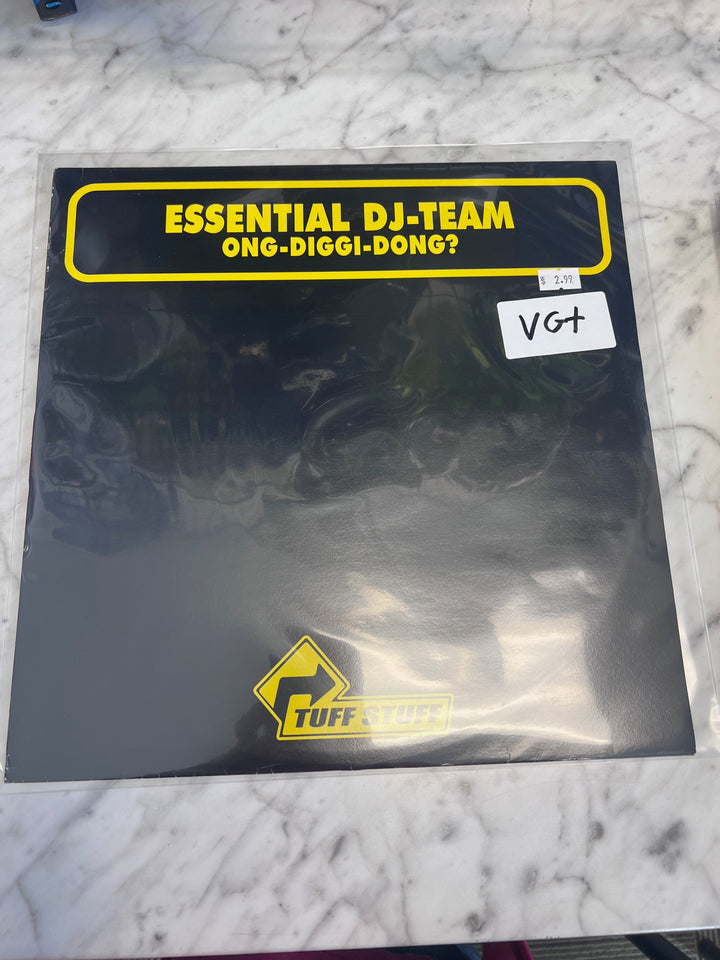 ESSENTIAL DJ-TEAM
ONG-DIGGI-DONG?
$ 2.99
VG+
TUFF STUFF